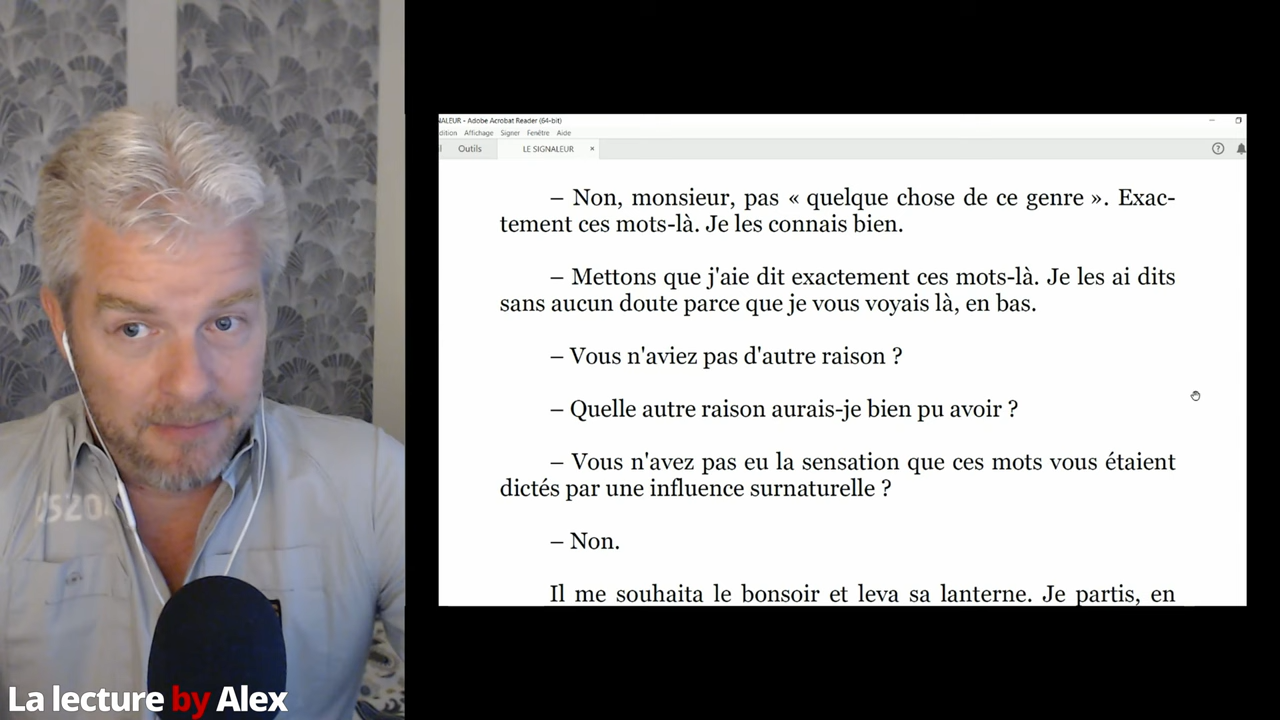 NALEUR - Adobe Acrobat Reader (64-bit)
dition Affichage Signer Fenêtre Aide
Outils LE SIGNALEUR ×
– Non, monsieur, pas « quelque chose de ce genre ». Exac-
tement ces mots-là. Je les connais bien.
– Mettons que j'aie dit exactement ces mots-là. Je les ai dits
sans aucun doute parce que je vous voyais là, en bas.
– Vous n'aviez pas d'autre raison ?
– Quelle autre raison aurais-je bien pu avoir ?
– Vous n'avez pas eu la sensation que ces mots vous étaient
dictés par une influence surnaturelle ?
– Non.
Il me souhaita le bonsoir et leva sa lanterne. Je partis, en
La lecture by Alex